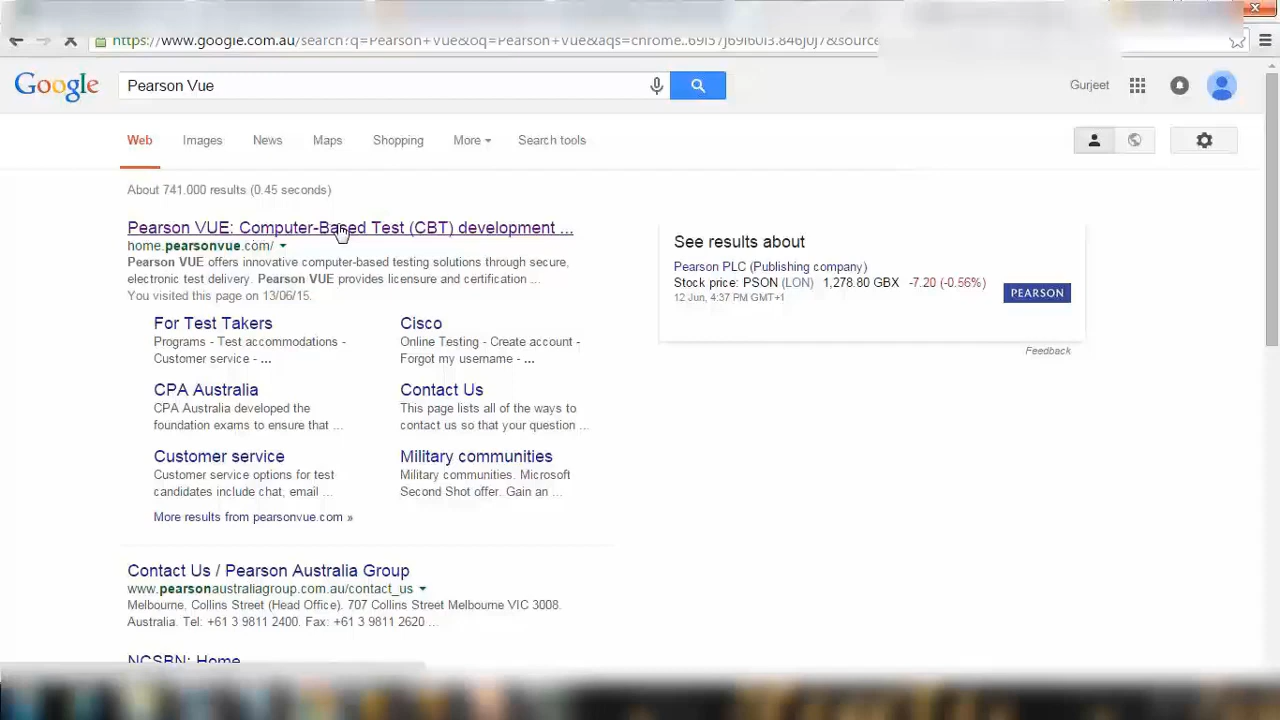 https://www.google.com.au/search?q=Pearson+Vue&oq=Pearson
Google
Pearson Vue
Gurjeet
Web Images News Maps Shopping More Search tools
About 741,000 results (0.45 seconds)
Pearson VUE: Computer-Based Test (CBT) development ...
home.pearsonvue.com/
Pearson VUE offers innovative computer-based testing solutions through secure,
electronic test delivery. Pearson VUE provides licensure and certification ...
You visited this page on 13/06/15.
For Test Takers
Programs - Test accommodations -
Customer service - ...
Cisco
Online Testing - Create account -
Forgot my username - ...
CPA Australia
CPA Australia developed the
foundation exams to ensure that ...
Contact Us
This page lists all of the ways to
contact us so that your question ...
Customer service
Customer service options for test
candidates include chat, email ...
Military communities
Military communities. Microsoft
Second Shot offer. Gain an ...
More results from pearsonvue.com »
Contact Us / Pearson Australia Group
www.pearsonaustraliagroup.com.au/contact_us
Melbourne. Collins Street (Head Office). 707 Collins Street Melbourne VIC 3008.
Australia. Tel: +61 3 9811 2400. Fax: +61 3 9811 2620 ...
NCSBN: Home
See results about
Pearson PLC (Publishing company)
Stock price: PSON (LON) 1,278.80 GBX -7.20 (-0.56%)
12 Jun, 4:37 PM GMT+1
PEARSON
Feedback